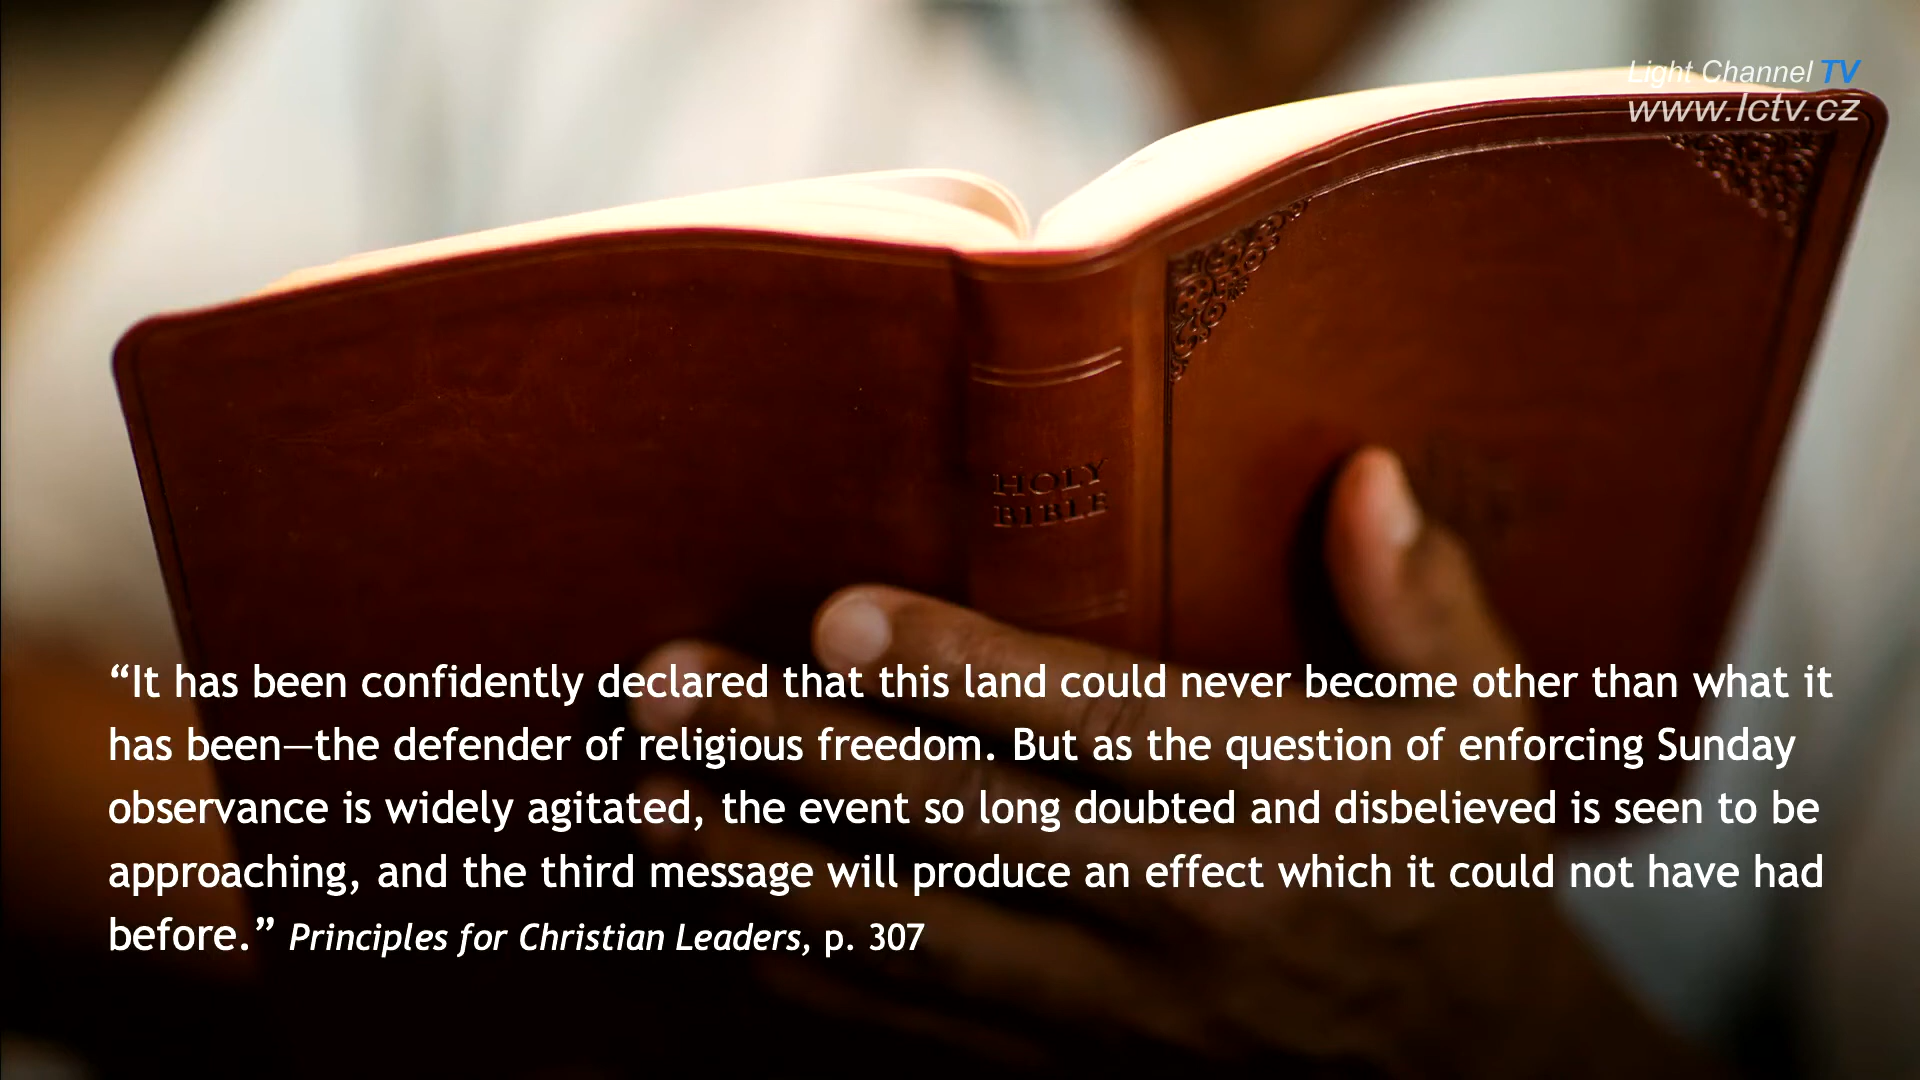 Light Channel TV
www.lctv.cz
HOLY
BIBLE
“It has been confidently declared that this land could never become other than what it
has been—the defender of religious freedom. But as the question of enforcing Sunday
observance is widely agitated, the event so long doubted and disbelieved is seen to be
approaching, and the third message will produce an effect which it could not have had
before.” Principles for Christian Leaders, p. 307